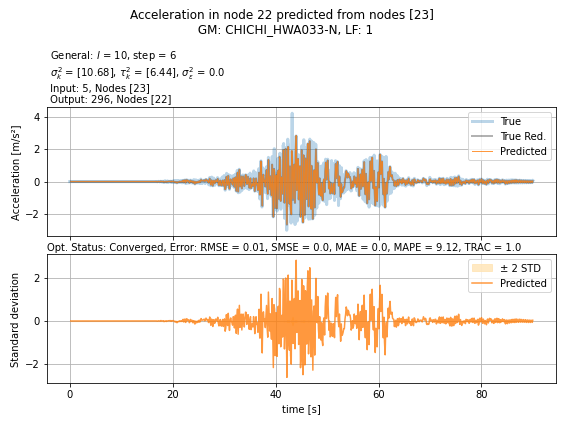 Acceleration in node 22 predicted from nodes [23]
GM: CHICHI_HWA033-N, LF: 1
General: l = 10, step = 6
σ²ₖ = [10.68], τ²ₖ = [6.44], σ²ₑ = 0.0
Input: 5, Nodes [23]
Output: 296, Nodes [22]
Acceleration [m/s²]
4
2
0
−2
True
True Red.
Predicted
Opt. Status: Converged, Error: RMSE = 0.01, SMSE = 0.0, MAE = 0.0, MAPE = 9.12, TRAC = 1.0
Standard deviation
2
0
−2
± 2 STD
Predicted
0 20 40 60 80
time [s]